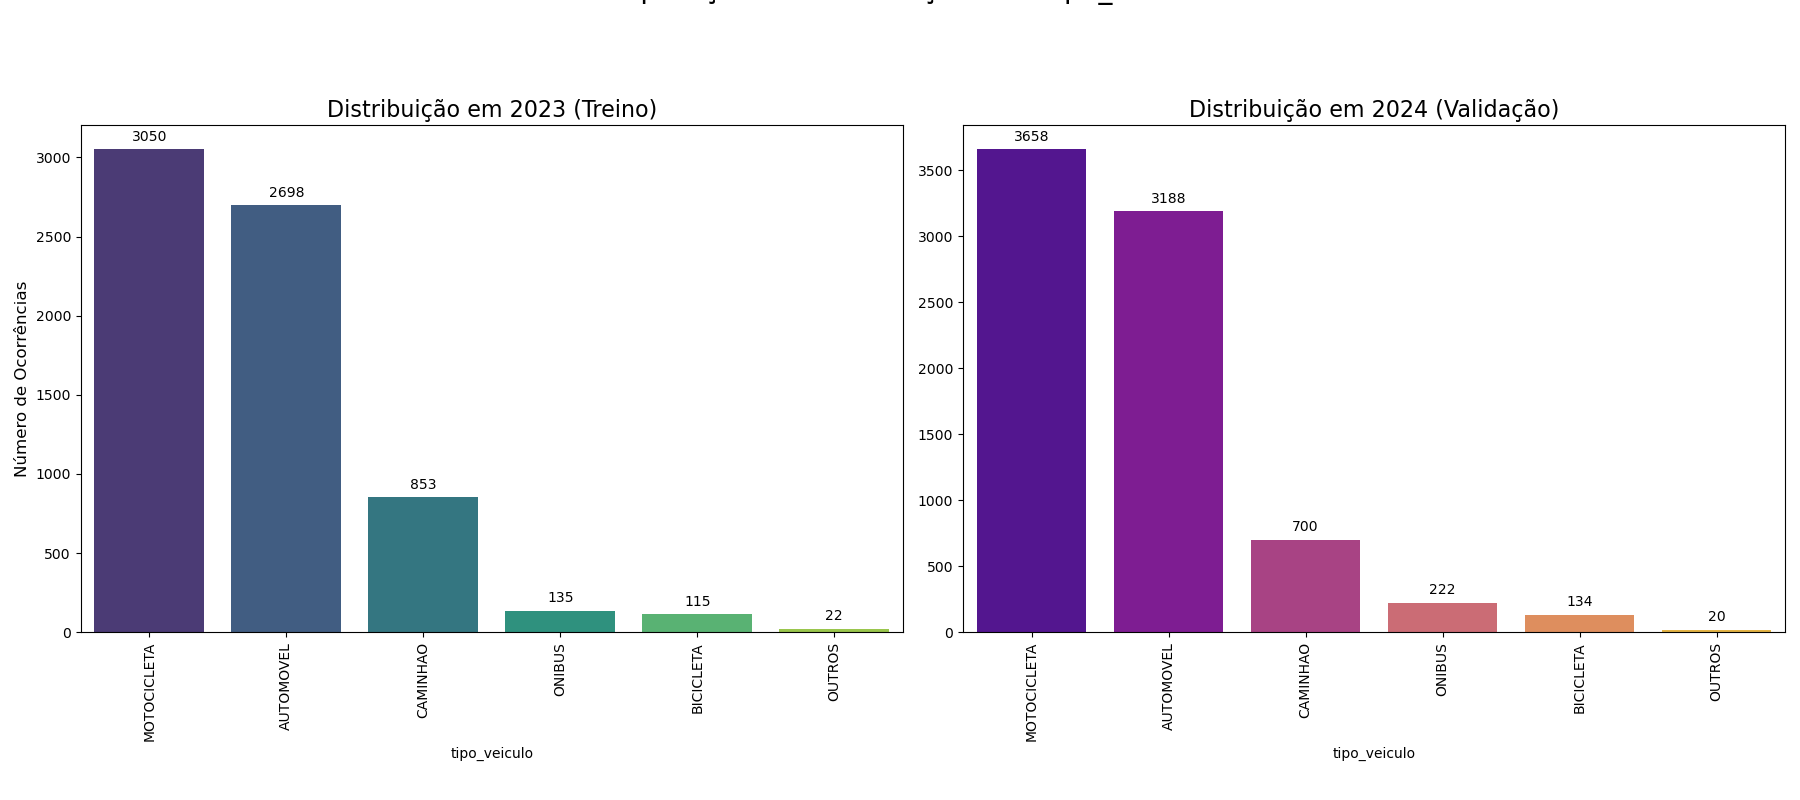 Distribuição em 2023 (Treino)
Número de Ocorrências
3000
2500
2000
1500
1000
500
0
3050
2698
853
135
115
22
MOTOCICLETA
AUTOMOVEL
CAMINHAO
ONIBUS
BICICLETA
OUTROS
tipo_veiculo
Distribuição em 2024 (Validação)
3500
3000
2500
2000
1500
1000
500
0
3658
3188
700
222
134
20
MOTOCICLETA
AUTOMOVEL
CAMINHAO
ONIBUS
BICICLETA
OUTROS
tipo_veiculo